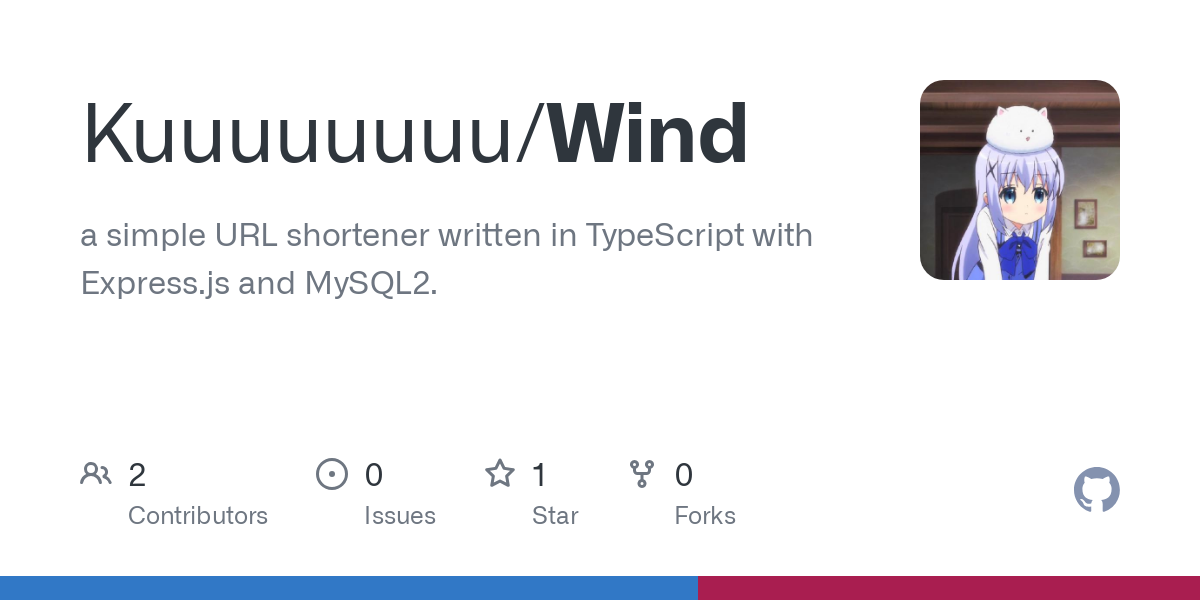 Kuuuuuuuu/Wind
a simple URL shortener written in TypeScript with
Express.js and MySQL2.
2 0 1 0
Contributors Issues Star Forks